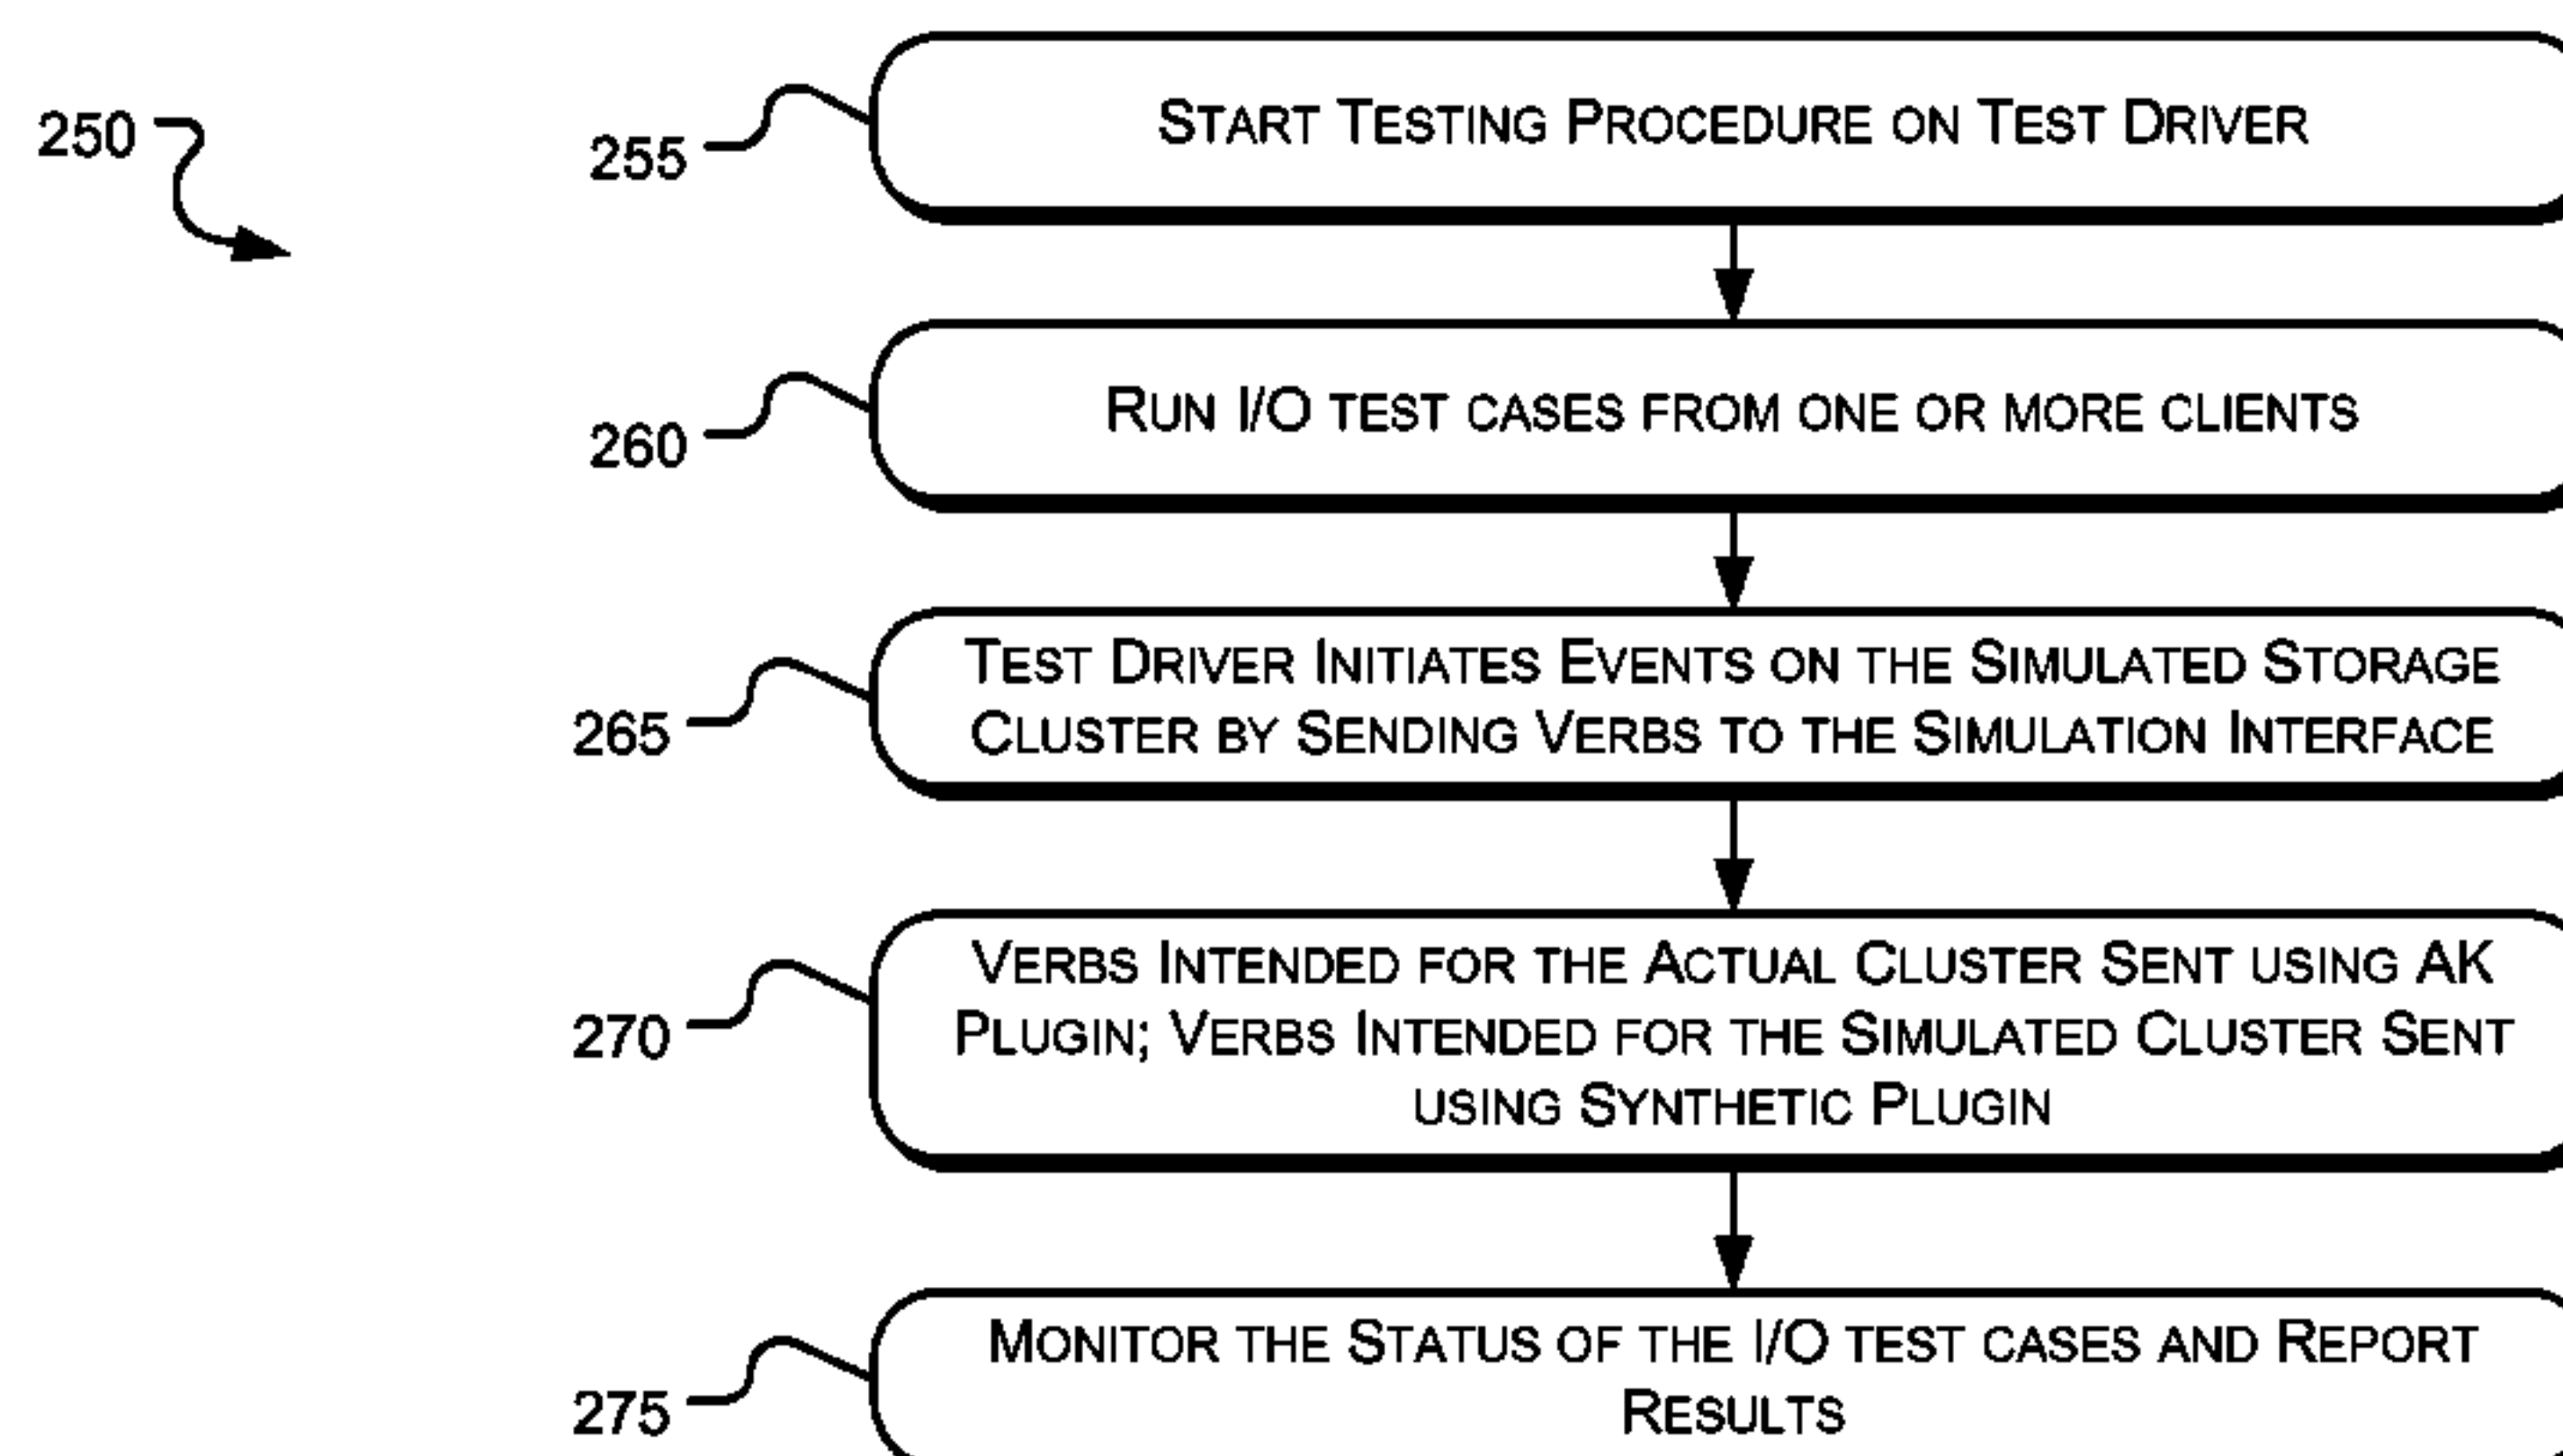 250
255
START TESTING PROCEDURE ON TEST DRIVER
260
RUN I/O TEST CASES FROM ONE OR MORE CLIENTS
265
TEST DRIVER INITIATES EVENTS ON THE SIMULATED STORAGE
CLUSTER BY SENDING VERBS TO THE SIMULATION INTERFACE
270
VERBS INTENDED FOR THE ACTUAL CLUSTER SENT USING AK
PLUGIN; VERBS INTENDED FOR THE SIMULATED CLUSTER SENT
USING SYNTHETIC PLUGIN
275
MONITOR THE STATUS OF THE I/O TEST CASES AND REPORT
RESULTS